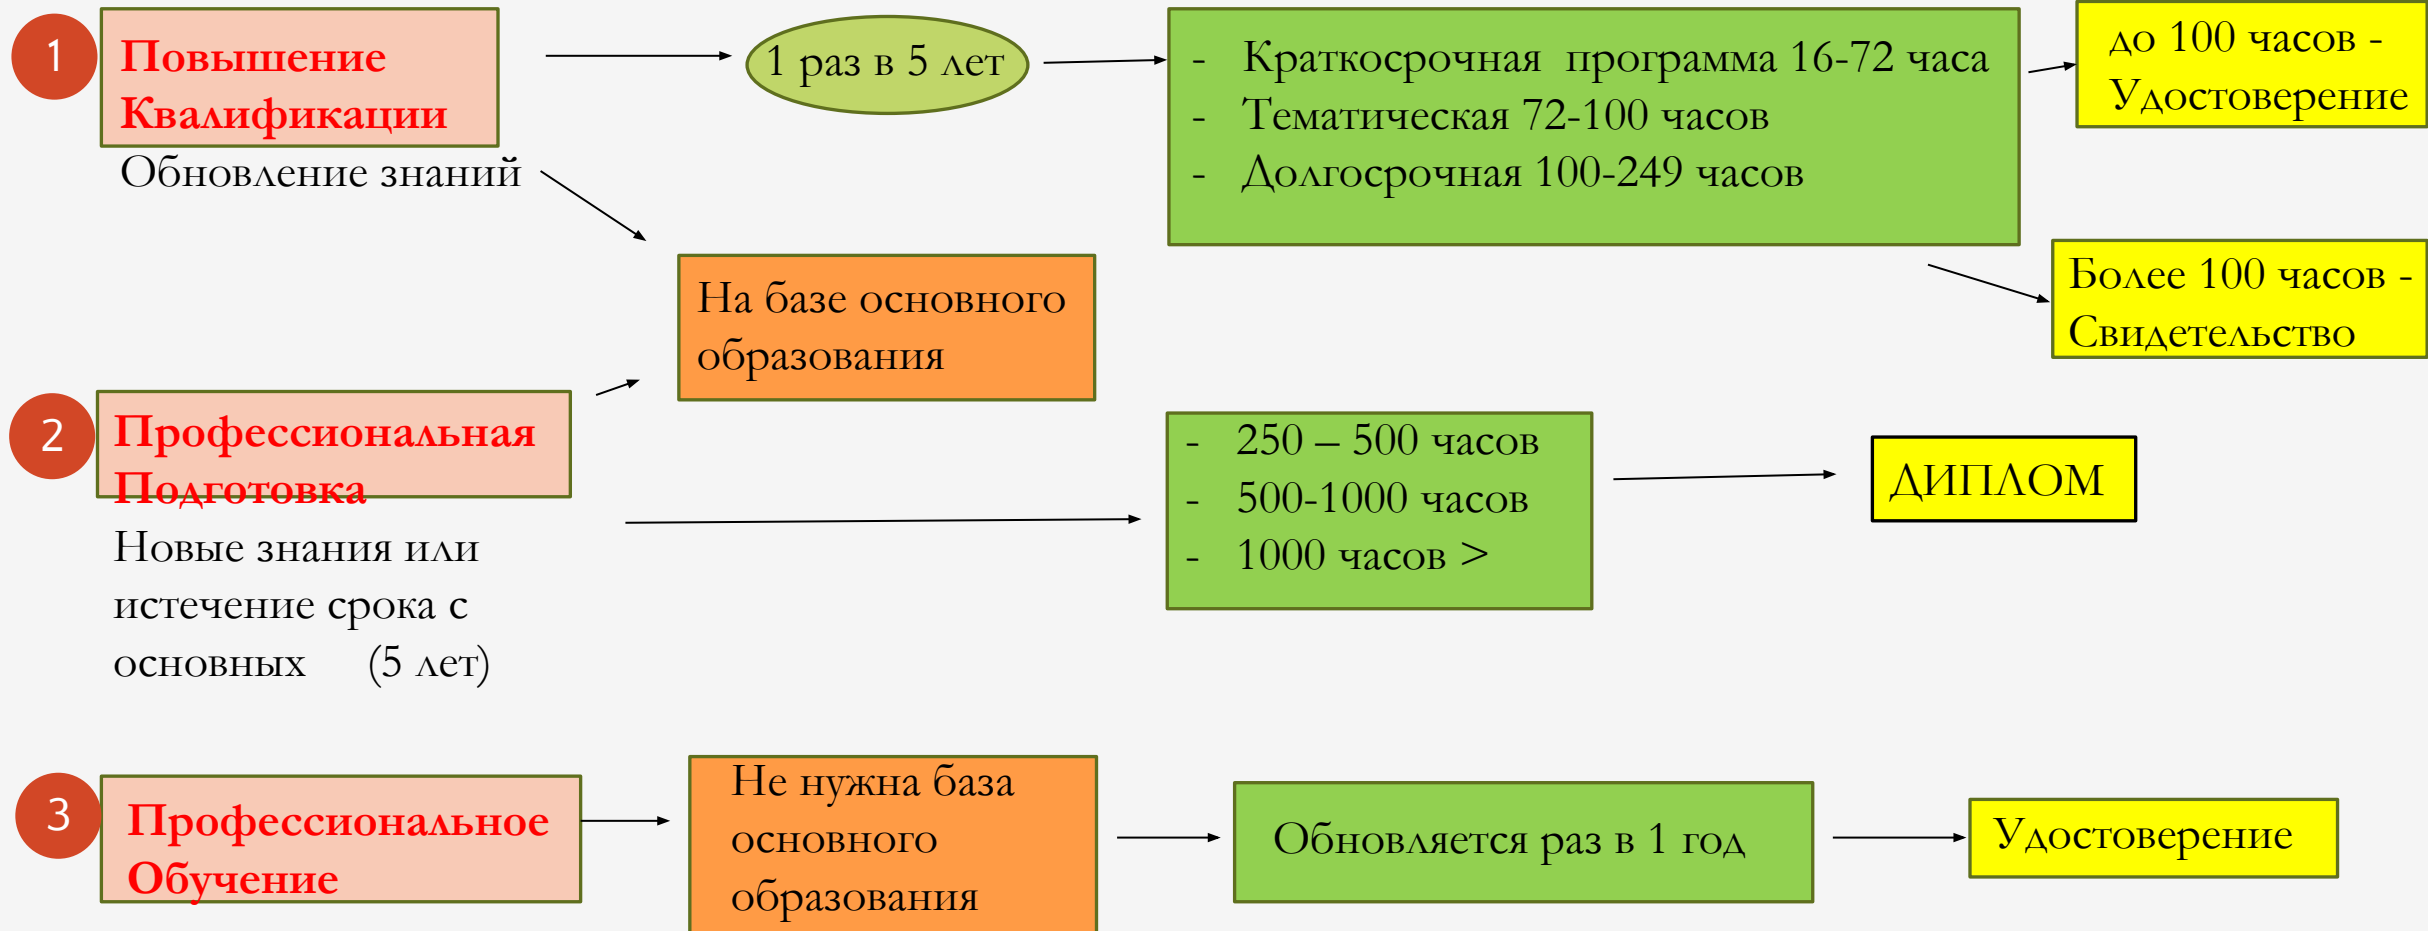 1
Повышение
Квалификации
Обновление знаний
1 раз в 5 лет
- Краткосрочная программа 16-72 часа
- Тематическая 72-100 часов
- Долгосрочная 100-249 часов
до 100 часов -
Удостоверение
Более 100 часов -
Свидетельство
На базе основного
образования
2
Профессиональная
Подготовка
Новые знания или
истечение срока с
основных (5 лет)
- 250 – 500 часов
- 500-1000 часов
- 1000 часов >
ДИПЛОМ
3
Профессиональное
Обучение
Не нужна база
основного
образования
Обновляется раз в 1 год
Удостоверение